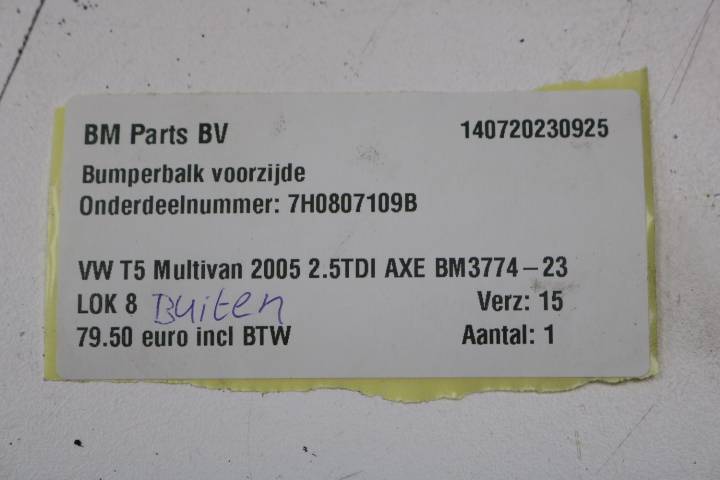 BM Parts BV 140720230925
Bumperbalk voorzijde
Onderdeelnummer: 7H0807109B
VW T5 Multivan 2005 2.5TDI AXE BM3774-23
LOK 8 Buiten Verz: 15
79.50 euro incl BTW Aantal: 1